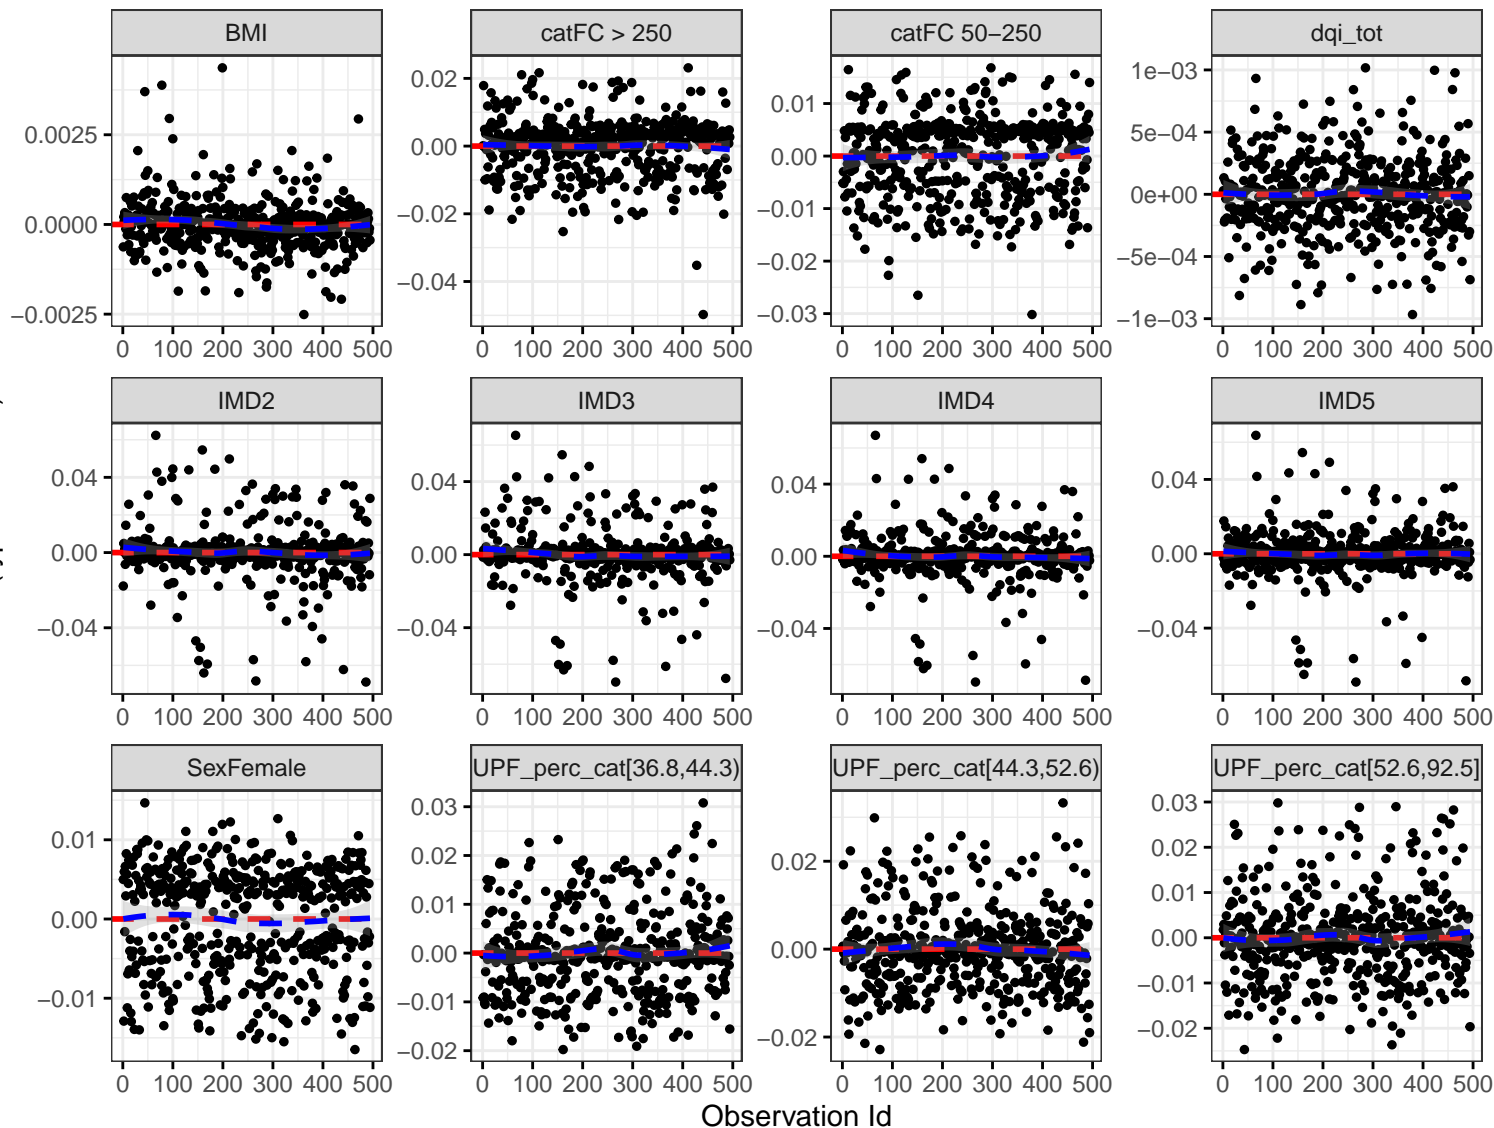 BMI
catFC > 250
catFC 50−250
dqi_tot
0.0025
0.0000
−0.0025
0 100 200 300 400 500
0.02
0.00
−0.02
−0.04
0 100 200 300 400 500
0.01
0.00
−0.01
−0.02
−0.03
0 100 200 300 400 500
1e−03
5e−04
0e+00
−5e−04
−1e−03
0 100 200 300 400 500
IMD2
IMD3
IMD4
IMD5
0.04
0.00
−0.04
0 100 200 300 400 500
0.04
0.00
−0.04
0 100 200 300 400 500
0.04
0.00
−0.04
0 100 200 300 400 500
0.04
0.00
−0.04
0 100 200 300 400 500
SexFemale
UPF_perc_cat[36.8,44.3)
UPF_perc_cat[44.3,52.6)
UPF_perc_cat[52.6,92.5]
0.01
0.00
−0.01
0 100 200 300 400 500
0.03
0.02
0.01
0.00
−0.01
−0.02
0 100 200 300 400 500
0.02
0.00
−0.02
0 100 200 300 400 500
0.03
0.02
0.01
0.00
−0.01
−0.02
0 100 200 300 400 500
Observation Id